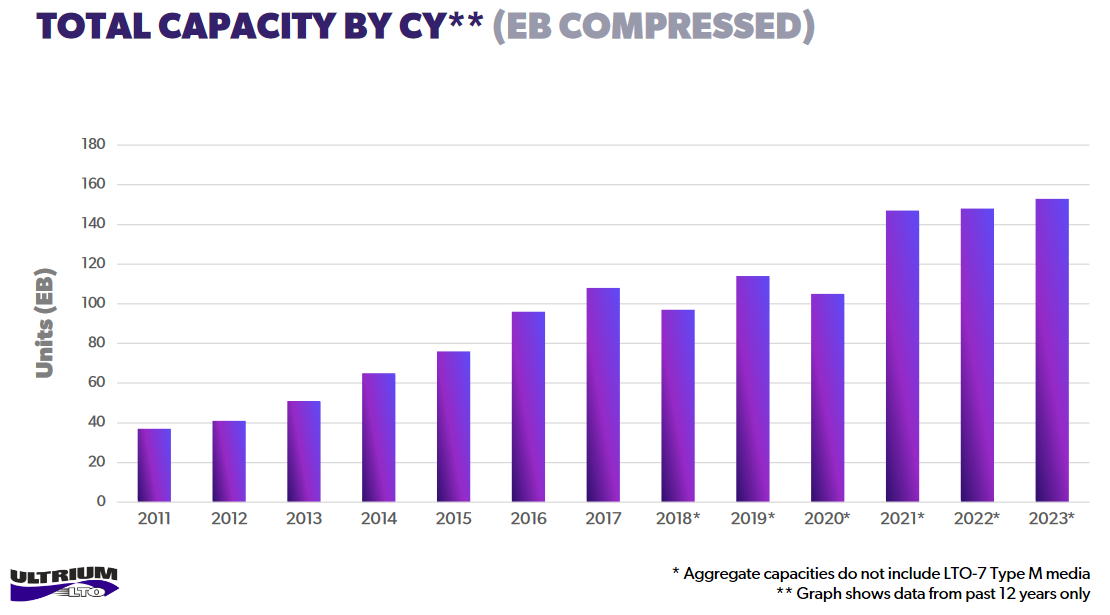 TOTAL CAPACITY BY CY** (EB COMPRESSED)
180
160
140
120
100
80
60
40
20
0
Units (EB)
2011 2012 2013 2014 2015 2016 2017 2018* 2019* 2020* 2021* 2022* 2023*
ULTRIUM
LTO
* Aggregate capacities do not include LTO-7 Type M media
** Graph shows data from past 12 years only